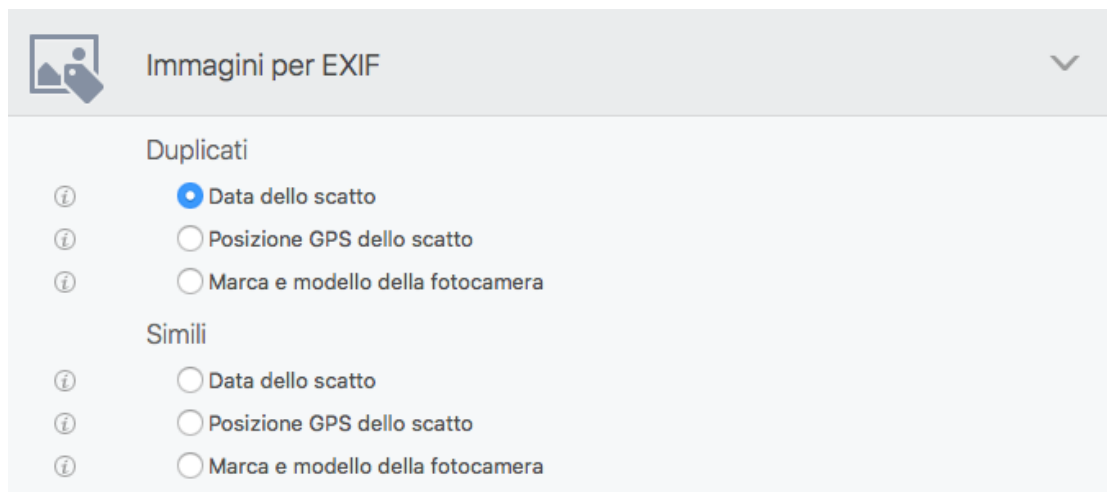 Immagini per EXIF
Duplicati
Data dello scatto
Posizione GPS dello scatto
Marca e modello della fotocamera
Simili
Data dello scatto
Posizione GPS dello scatto
Marca e modello della fotocamera